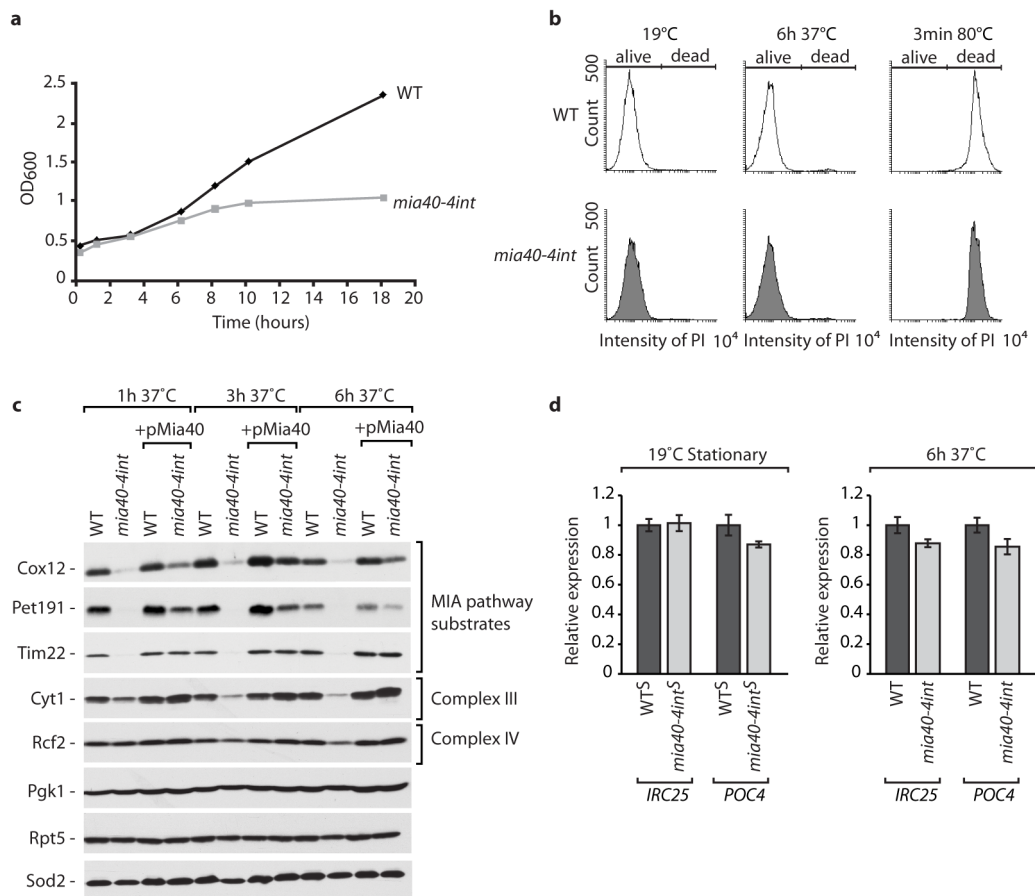 a
2.5
2
1.5
1
0.5
0
OD600
0 2 4 6 8 10 12 14 16 18 20
Time (hours)
WT
mia40-4int
b
19°C 6h 37°C 3min 80°C
alive dead alive dead alive dead
WT
500
Count
mia40-4int
500
Count
Intensity of PI 10⁴ Intensity of PI 10⁴ Intensity of PI 10⁴
c
1h 37°C 3h 37°C 6h 37°C
+pMia40 +pMia40 +pMia40
WT mia40-4int WT mia40-4int WT mia40-4int WT mia40-4int WT mia40-4int WT mia40-4int
Cox12 -
Pet191 -
Tim22 -
MIA pathway
substrates
Cyt1 -
Complex III
Rcf2 -
Complex IV
Pgk1 -
Rpt5 -
Sod2 -
d
19°C Stationary
Relative expression
1.2
1
0.8
0.6
0.4
0.2
0
WTS mia40-4intS WTS mia40-4intS
IRC25 POC4
6h 37°C
Relative expression
1.2
1
0.8
0.6
0.4
0.2
0
WT mia40-4int WT mia40-4int
IRC25 POC4